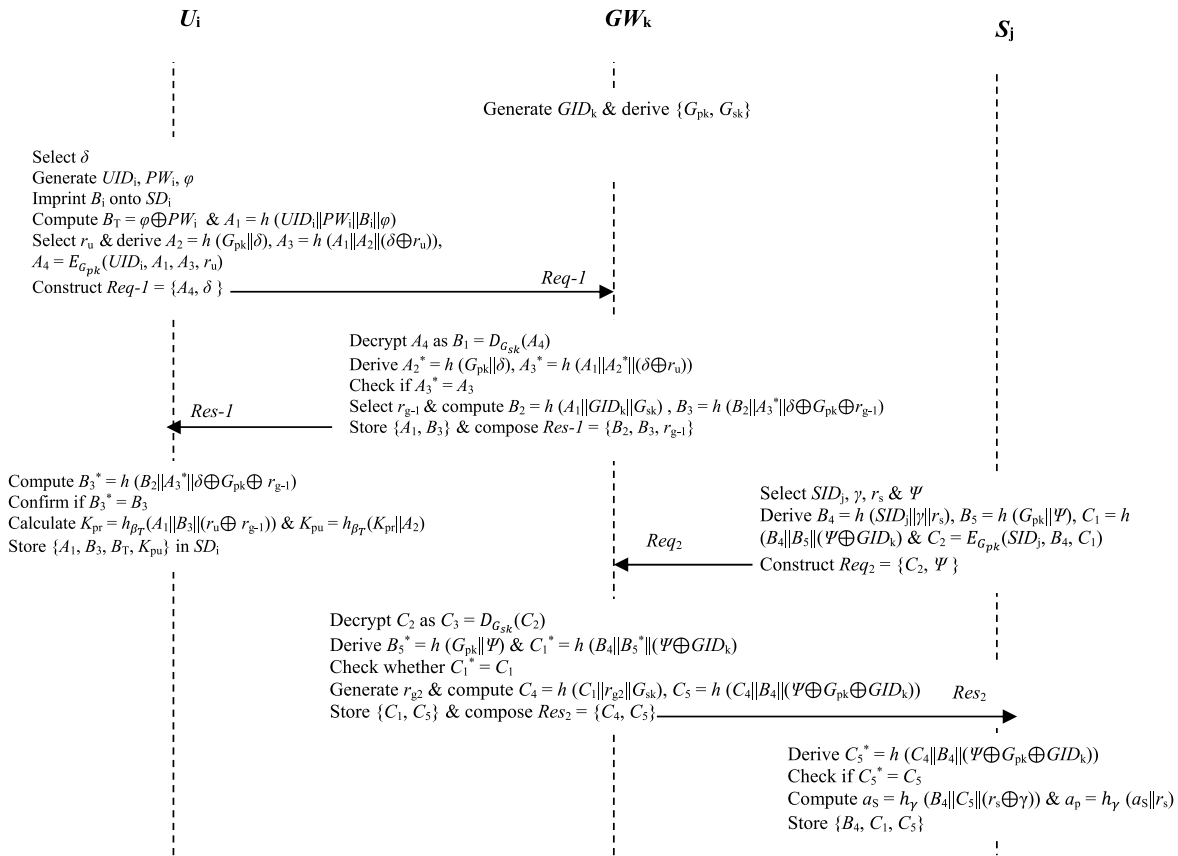 Ui
GWk
Sj
Generate GIDk & derive {Gpk, Gsk}
Select δ
Generate UIDi, PWi, φ
Imprint Bi onto SDi
Compute BT = φ⊕PWi & A1 = h (UIDi||PWi||Bi||φ)
Select ru & derive A2 = h (Gpk||δ), A3 = h (A1||A2||(δ⊕ru)),
A4 = EGpk(UIDi, A1, A3, ru)
Construct Req-1 = {A4, δ }
Req-1
Decrypt A4 as B1 = DGsk(A4)
Derive A2* = h (Gpk||δ), A3* = h (A1||A2*||(δ⊕ru))
Check if A3* = A3
Select rg-1 & compute B2 = h (A1||GIDk||Gsk) , B3 = h (B2||A3*||δ⊕Gpk⊕rg-1)
Store {A1, B3} & compose Res-1 = {B2, B3, rg-1}
Res-1
Compute B3* = h (B2||A3*||δ⊕Gpk⊕ rg-1)
Confirm if B3* = B3
Calculate Kpr = hβT(A1||B3||(ru⊕ rg-1)) & Kpu = hβT(Kpr||A2)
Store {A1, B3, BT, Kpu} in SDi
Select SIDj, γ, rs & Ψ
Derive B4 = h (SIDj||γ||rs), B5 = h (Gpk||Ψ), C1 = h
(B4||B5||(Ψ⊕GIDk) & C2 = EGpk(SIDj, B4, C1)
Construct Req2 = {C2, Ψ }
Req2
Decrypt C2 as C3 = DGsk(C2)
Derive B5* = h (Gpk||Ψ) & C1* = h (B4||B5*||(Ψ⊕GIDk)
Check whether C1* = C1
Generate rg2 & compute C4 = h (C1||rg2||Gsk), C5 = h (C4||B4||(Ψ⊕Gpk⊕GIDk))
Store {C1, C5} & compose Res2 = {C4, C5}
Res2
Derive C5* = h (C4||B4||(Ψ⊕Gpk⊕GIDk))
Check if C5* = C5
Compute aS = hγ (B4||C5||(rs⊕γ)) & ap = hγ (aS||rs)
Store {B4, C1, C5}